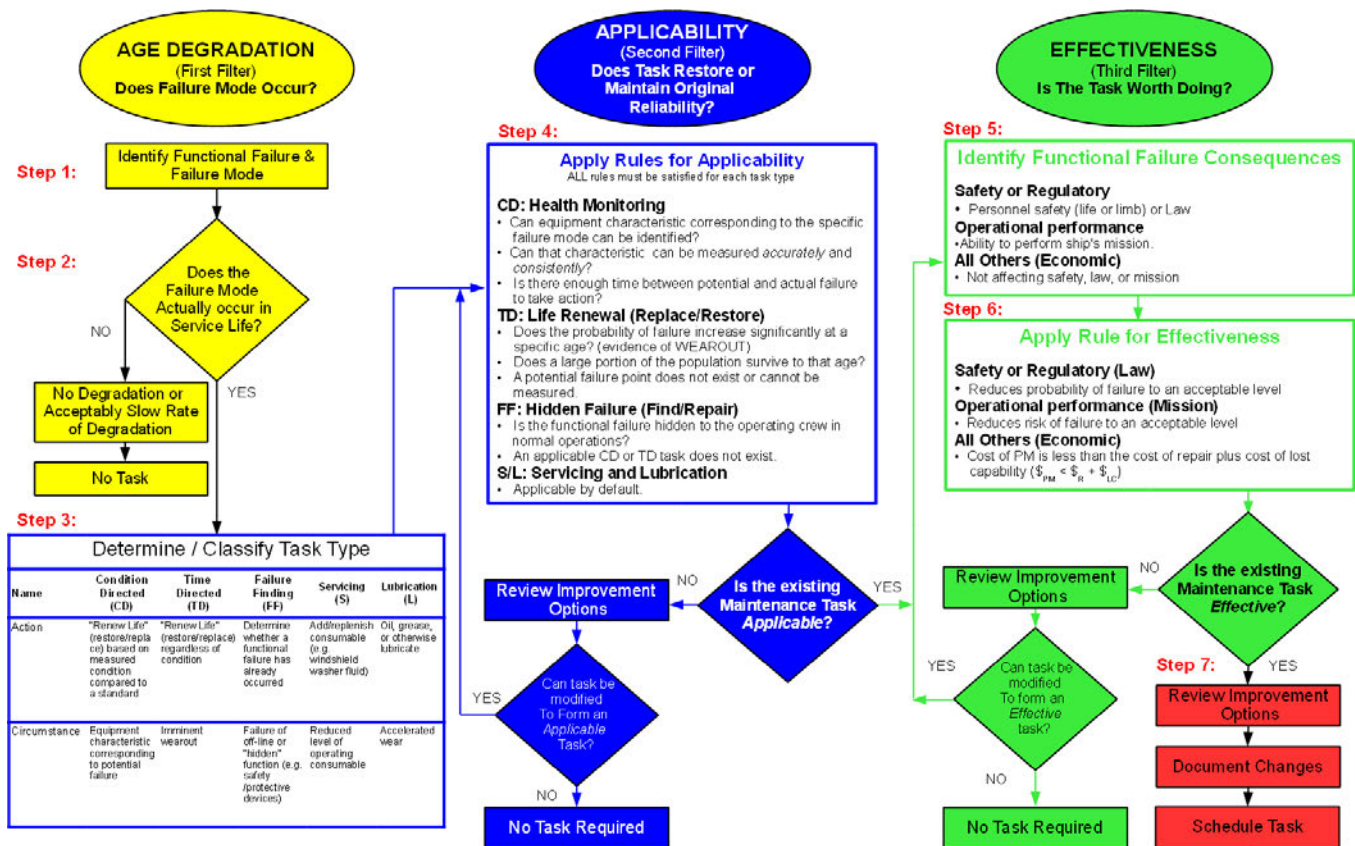 AGE DEGRADATION
(First Filter)
Does Failure Mode Occur?
Step 1:
Identify Functional Failure &
Failure Mode
Step 2:
Does the
Failure Mode
Actually occur in
Service Life?
NO
YES
No Degradation or
Acceptably Slow Rate
of Degradation
No Task
Step 3:
Determine / Classify Task Type
Name
Condition
Directed
(CD)
Time
Directed
(TD)
Failure
Finding
(FF)
Servicing
(S)
Lubrication
(L)
Action
"Renew Life"
(restore/repla
ce) based on
measured
condition
compared to
a standard
"Renew Life"
(restore/replace)
regardless of
condition
Determine
whether a
functional
failure has
already
occurred
Add/replenish
consumable
(e.g.
windshield
washer fluid)
Oil, grease,
or otherwise
lubricate
Circumstance
Equipment
characteristic
corresponding
to potential
failure
Imminent
wearout
Failure of
off-line or
"hidden"
function (e.g.
safety
/protective
devices)
Reduced
level of
operating
consumable
Accelerated
wear
APPLICABILITY
(Second Filter)
Does Task Restore or
Maintain Original
Reliability?
Step 4:
Apply Rules for Applicability
ALL rules must be satisfied for each task type
CD: Health Monitoring
• Can equipment characteristic corresponding to the specific
failure mode can be identified?
• Can that characteristic can be measured accurately and
consistently?
• Is there enough time between potential and actual failure
to take action?
TD: Life Renewal (Replace/Restore)
• Does the probability of failure increase significantly at a
specific age? (evidence of WEAROUT)
• Does a large portion of the population survive to that age?
• A potential failure point does not exist or cannot be
measured.
FF: Hidden Failure (Find/Repair)
• Is the functional failure hidden to the operating crew in
normal operations?
• An applicable CD or TD task does not exist.
S/L: Servicing and Lubrication
• Applicable by default.
Is the existing
Maintenance Task
Applicable?
NO
YES
Review Improvement
Options
Can task be
modified
To Form an
Applicable
Task?
YES
NO
No Task Required
EFFECTIVENESS
(Third Filter)
Is The Task Worth Doing?
Step 5:
Identify Functional Failure Consequences
Safety or Regulatory
• Personnel safety (life or limb) or Law
Operational performance
•Ability to perform ship's mission.
All Others (Economic)
• Not affecting safety, law, or mission
Step 6:
Apply Rule for Effectiveness
Safety or Regulatory (Law)
• Reduces probability of failure to an acceptable level
Operational performance (Mission)
• Reduces risk of failure to an acceptable level
All Others (Economic)
• Cost of PM is less than the cost of repair plus cost of lost
capability ($PM < $R + $LC)
Is the existing
Maintenance Task
Effective?
NO
YES
Review Improvement
Options
Can task be
modified
To form an
Effective
task?
YES
NO
No Task Required
Step 7:
Review Improvement
Options
Document Changes
Schedule Task